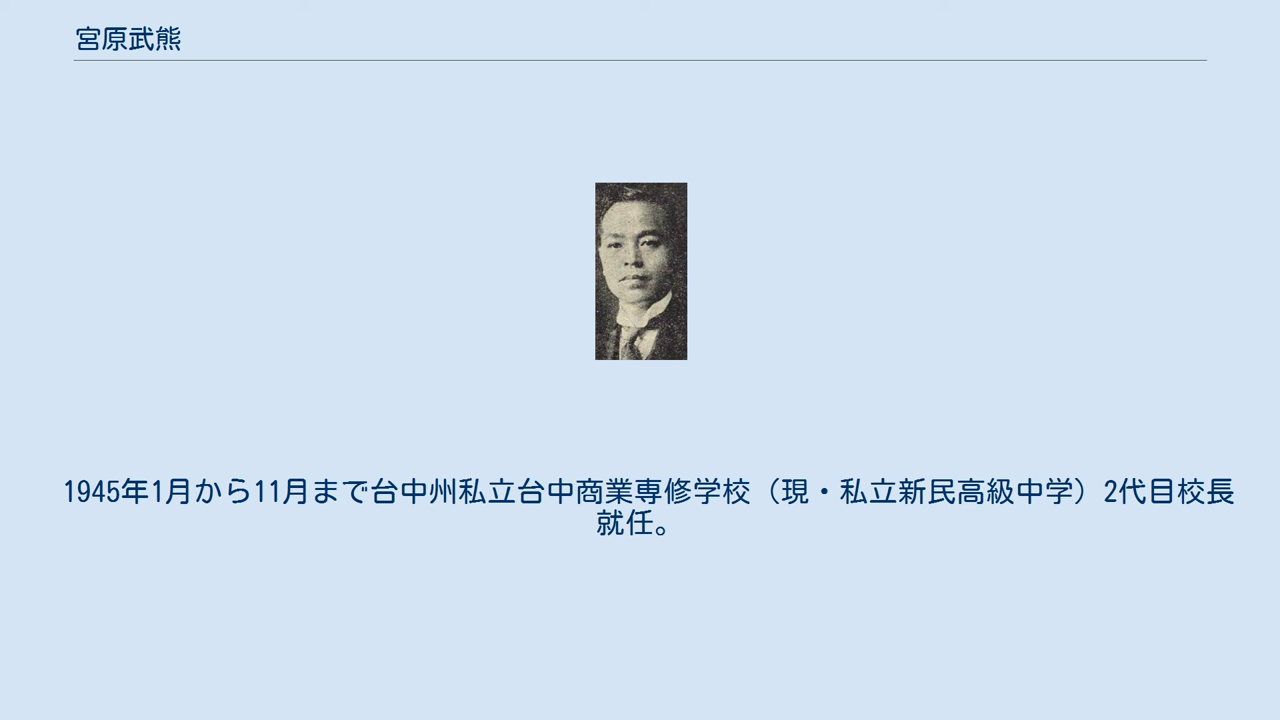 宮原武熊
1945年1月から11月まで台中州私立台中商業専修学校（現・私立新民高級中学）2代目校長
就任。